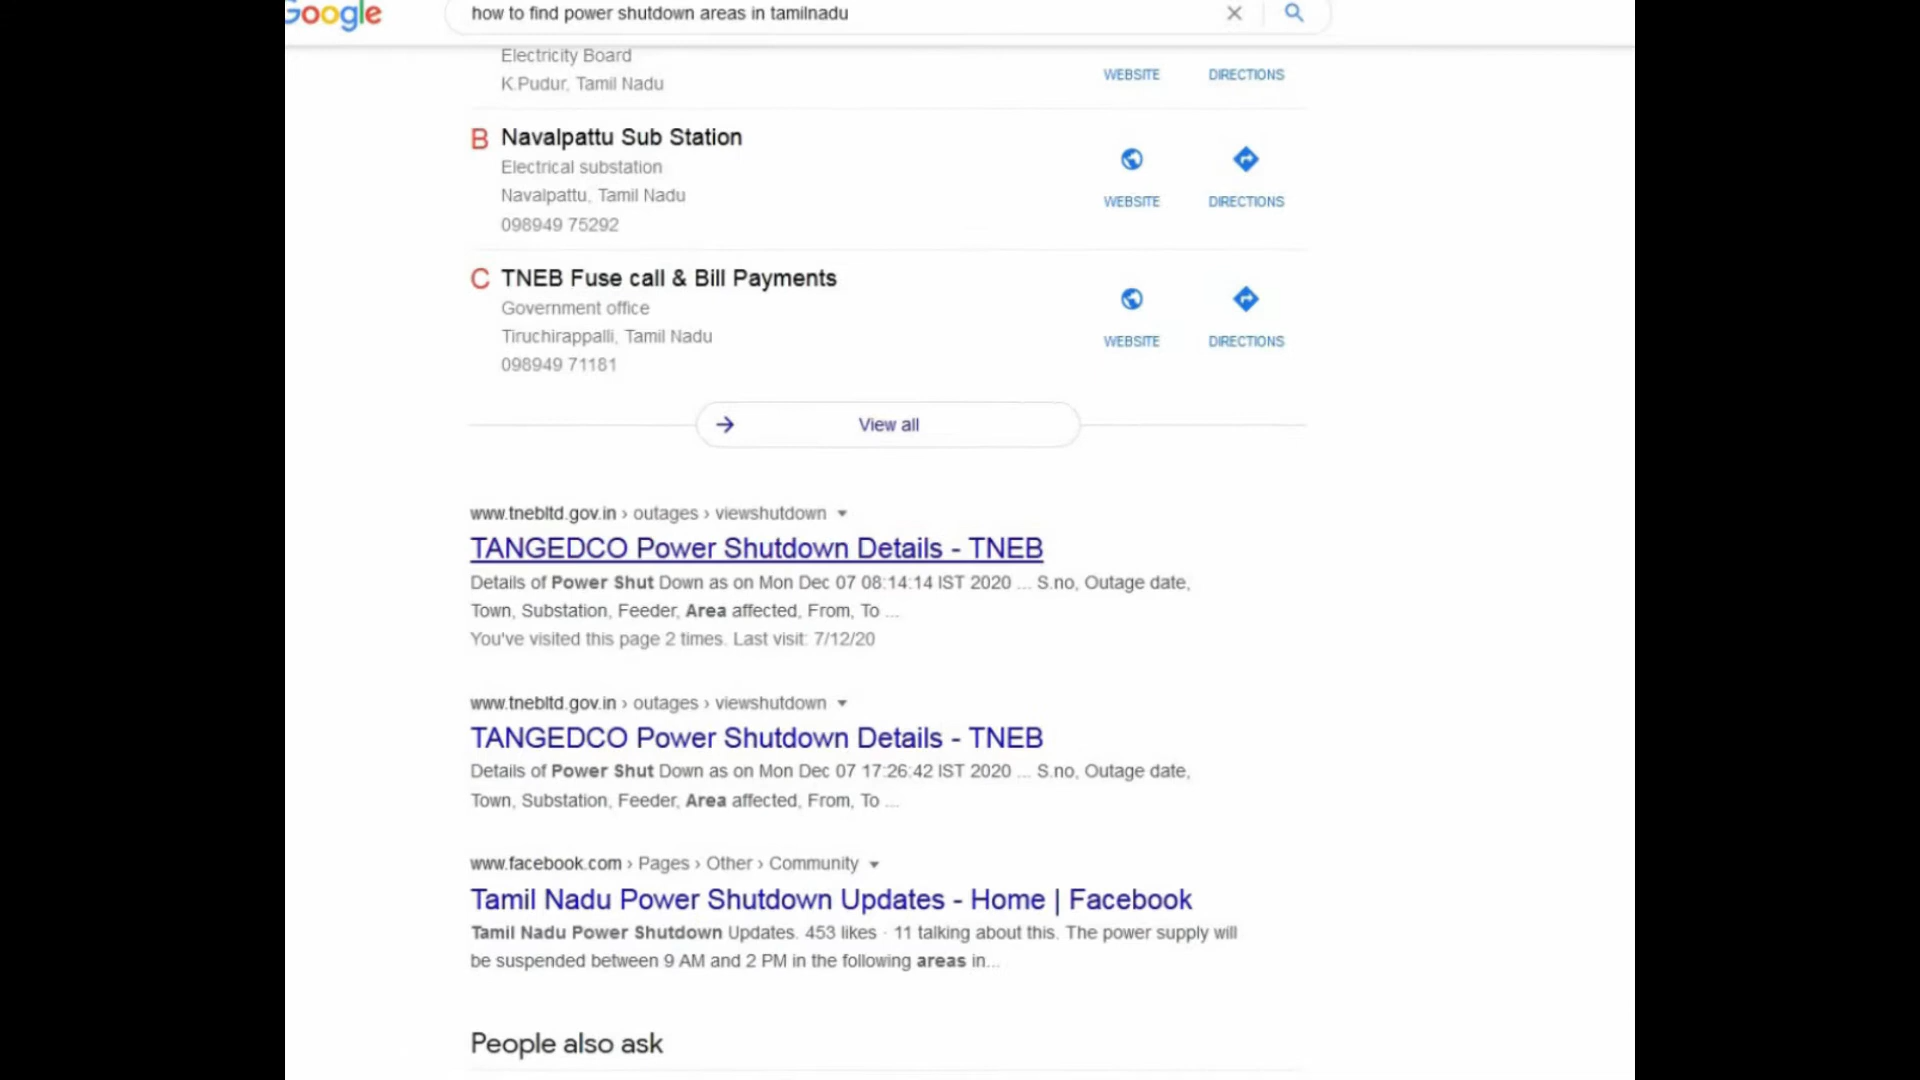 Google
how to find power shutdown areas in tamilnadu
Electricity Board
K.Pudur, Tamil Nadu
WEBSITE DIRECTIONS
B Navalpattu Sub Station
Electrical substation
Navalpattu, Tamil Nadu
098949 75292
WEBSITE DIRECTIONS
C TNEB Fuse call & Bill Payments
Government office
Tiruchirappalli, Tamil Nadu
098949 71181
WEBSITE DIRECTIONS
View all
www.tnebltd.gov.in › outages › viewshutdown
TANGEDCO Power Shutdown Details - TNEB
Details of Power Shut Down as on Mon Dec 07 08:14:14 IST 2020 ... S.no, Outage date,
Town, Substation, Feeder, Area affected, From, To ...
You've visited this page 2 times. Last visit: 7/12/20
www.tnebltd.gov.in › outages › viewshutdown
TANGEDCO Power Shutdown Details - TNEB
Details of Power Shut Down as on Mon Dec 07 17:26:42 IST 2020 ... S.no, Outage date,
Town, Substation, Feeder, Area affected, From, To ...
www.facebook.com › Pages › Other › Community
Tamil Nadu Power Shutdown Updates - Home | Facebook
Tamil Nadu Power Shutdown Updates. 453 likes · 11 talking about this. The power supply will
be suspended between 9 AM and 2 PM in the following areas in...
People also ask